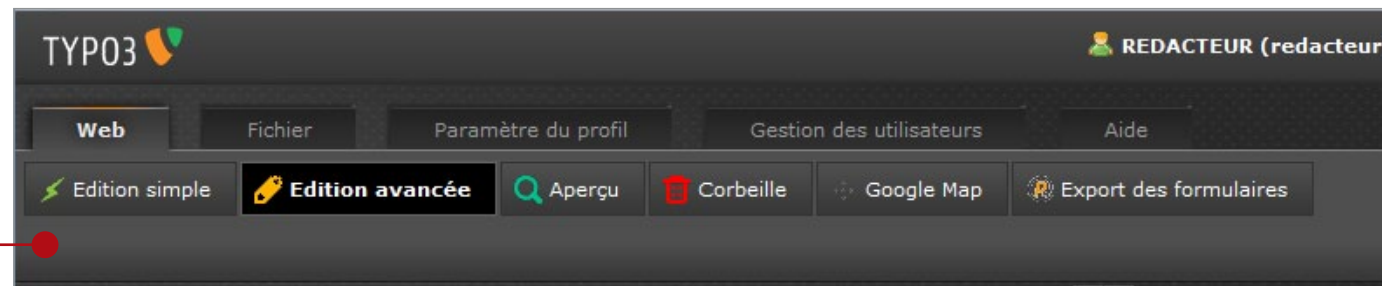 TYPO3
REDACTEUR (redacteur
Web Fichier Paramètre du profil Gestion des utilisateurs Aide
Edition simple Edition avancée Aperçu Corbeille Google Map Export des formulaires